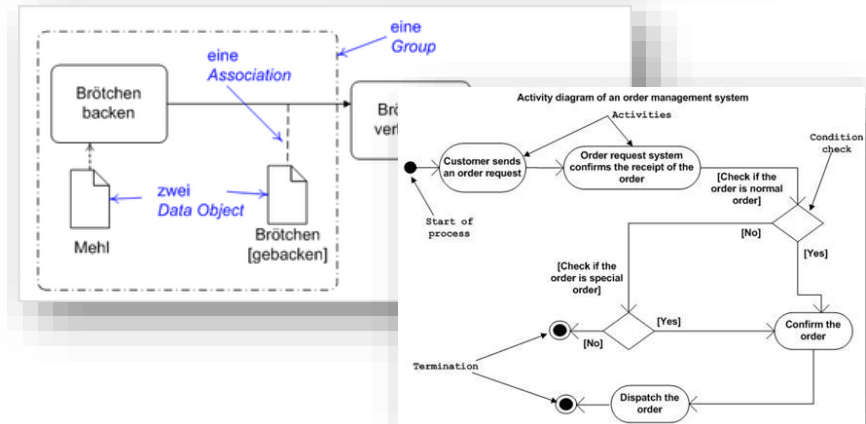 eine
Group
eine
Association
Brötchen
backen
zwei
Data Object
Mehl
Brötchen
[gebacken]
Activity diagram of an order management system
Activities
Condition
check
Customer sends
an order request
Order request system
confirms the receipt of the
order
[Check if the
order is normal
order]
Start of
process
[No]
[Yes]
[Check if the
order is special
order]
[Yes]
[No]
Confirm the
order
Termination
Dispatch the
order